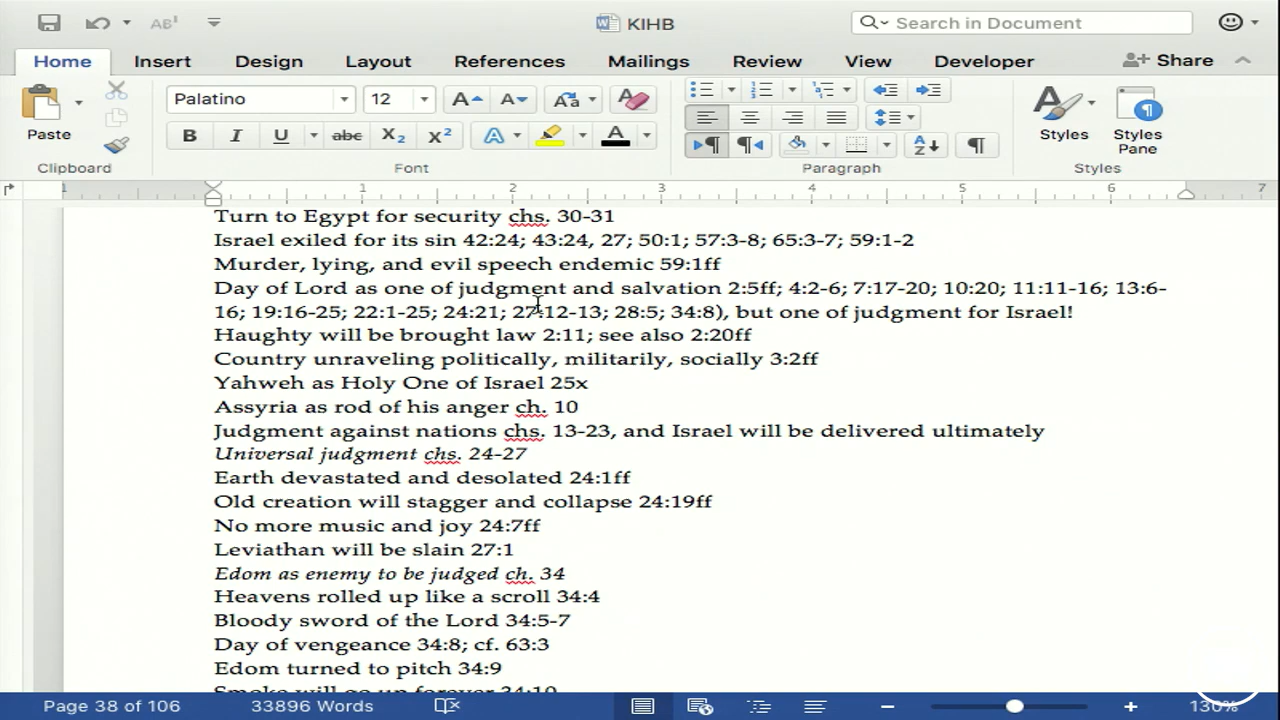 KIHB
Search in Document
Home Insert Design Layout References Mailings Review View Developer Share
Paste
Palatino 12
Styles Styles Pane
Clipboard Font Paragraph Styles
1 1 2 3 4 5 6 7
Turn to Egypt for security chs. 30-31
Israel exiled for its sin 42:24; 43:24, 27; 50:1; 57:3-8; 65:3-7; 59:1-2
Murder, lying, and evil speech endemic 59:1ff
Day of Lord as one of judgment and salvation 2:5ff; 4:2-6; 7:17-20; 10:20; 11:11-16; 13:6-
16; 19:16-25; 22:1-25; 24:21; 27:12-13; 28:5; 34:8), but one of judgment for Israel!
Haughty will be brought law 2:11; see also 2:20ff
Country unraveling politically, militarily, socially 3:2ff
Yahweh as Holy One of Israel 25x
Assyria as rod of his anger ch. 10
Judgment against nations chs. 13-23, and Israel will be delivered ultimately
Universal judgment chs. 24-27
Earth devastated and desolated 24:1ff
Old creation will stagger and collapse 24:19ff
No more music and joy 24:7ff
Leviathan will be slain 27:1
Edom as enemy to be judged ch. 34
Heavens rolled up like a scroll 34:4
Bloody sword of the Lord 34:5-7
Day of vengeance 34:8; cf. 63:3
Edom turned to pitch 34:9
Smoke will go up forever 34:10
Page 38 of 106 33896 Words 130%